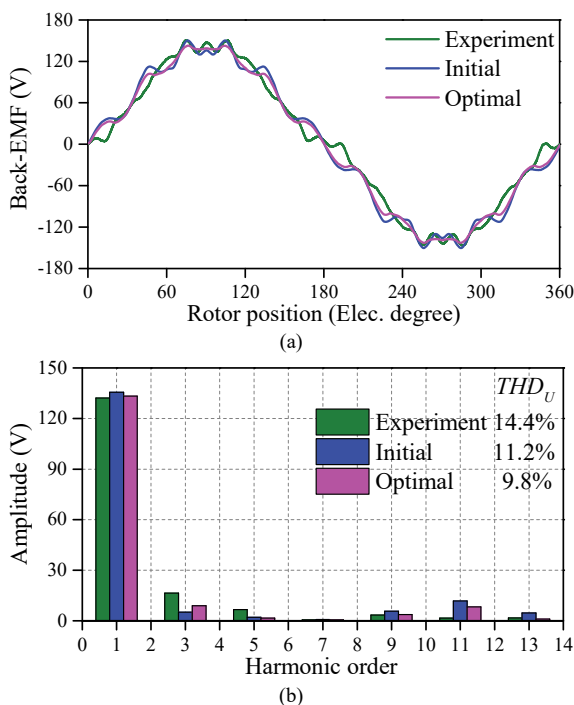 180
120
60
0
-60
-120
-180
Back-EMF (V)
Experiment
Initial
Optimal
0 60 120 180 240 300 360
Rotor position (Elec. degree)
(a)
150
120
90
60
30
0
Amplitude (V)
THD_U
Experiment 14.4%
Initial 11.2%
Optimal 9.8%
0 1 2 3 4 5 6 7 8 9 10 11 12 13 14
Harmonic order
(b)